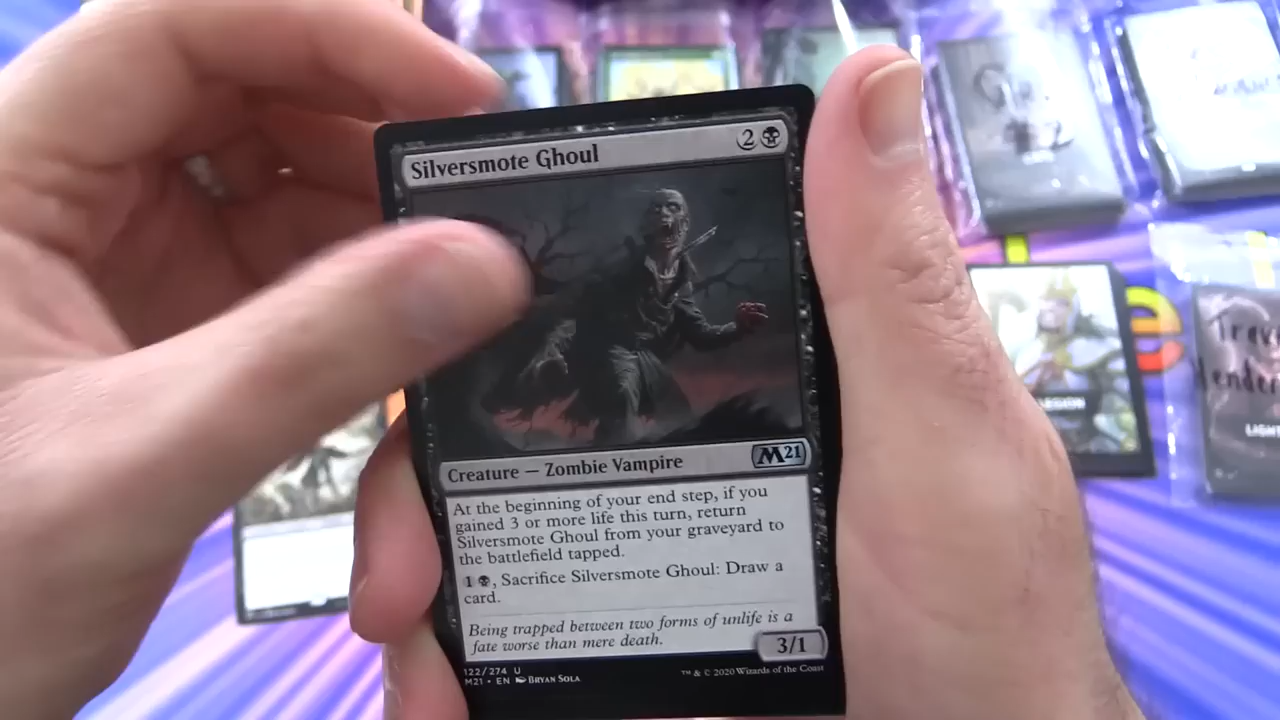 Silversmote Ghoul
2
Creature — Zombie Vampire
M21
At the beginning of your end step, if you
gained 3 or more life this turn, return
Silversmote Ghoul from your graveyard to
the battlefield tapped.
1 , Sacrifice Silversmote Ghoul: Draw a
card.
Being trapped between two forms of unlife is a
fate worse than mere death.
3/1
122/274 U
M21 • EN BRYAN SOLA
™ & © 2020 Wizards of the Coast
LEGION
LIGHT